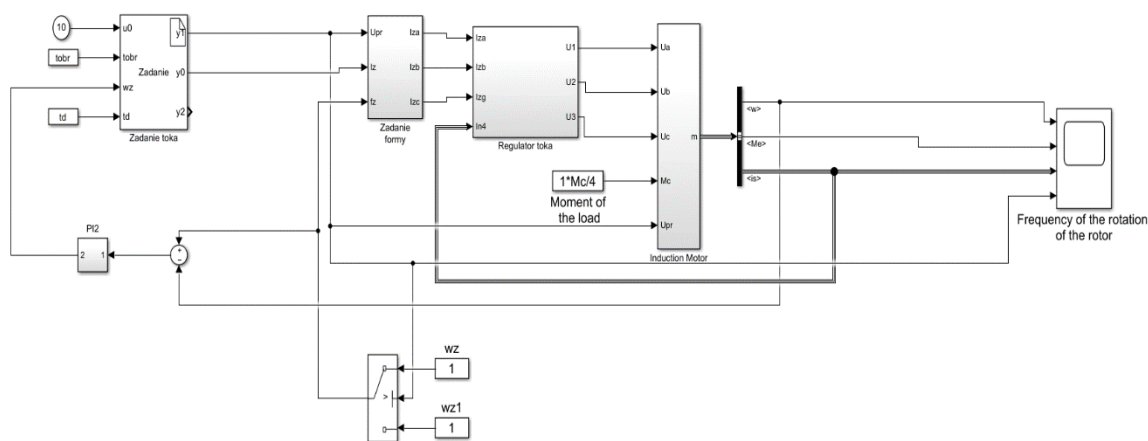 10
u0
y1
tobr
tobr
Zadanie
y0
wz
td
td
y2
Zadanie toka
Upr
Iza
Iz
Izb
fz
Izc
Zadanie
formy
Iza
U1
Izb
U2
Izg
U3
In4
Regulator toka
Ua
Ub
Uc
m
Mc
Upr
Induction Motor
1*Mc/4
Moment of
the load
<w>
<Me>
<is>
Frequency of the rotation
of the rotor
PI2
2
1
+
−
wz
1
>
wz1
1